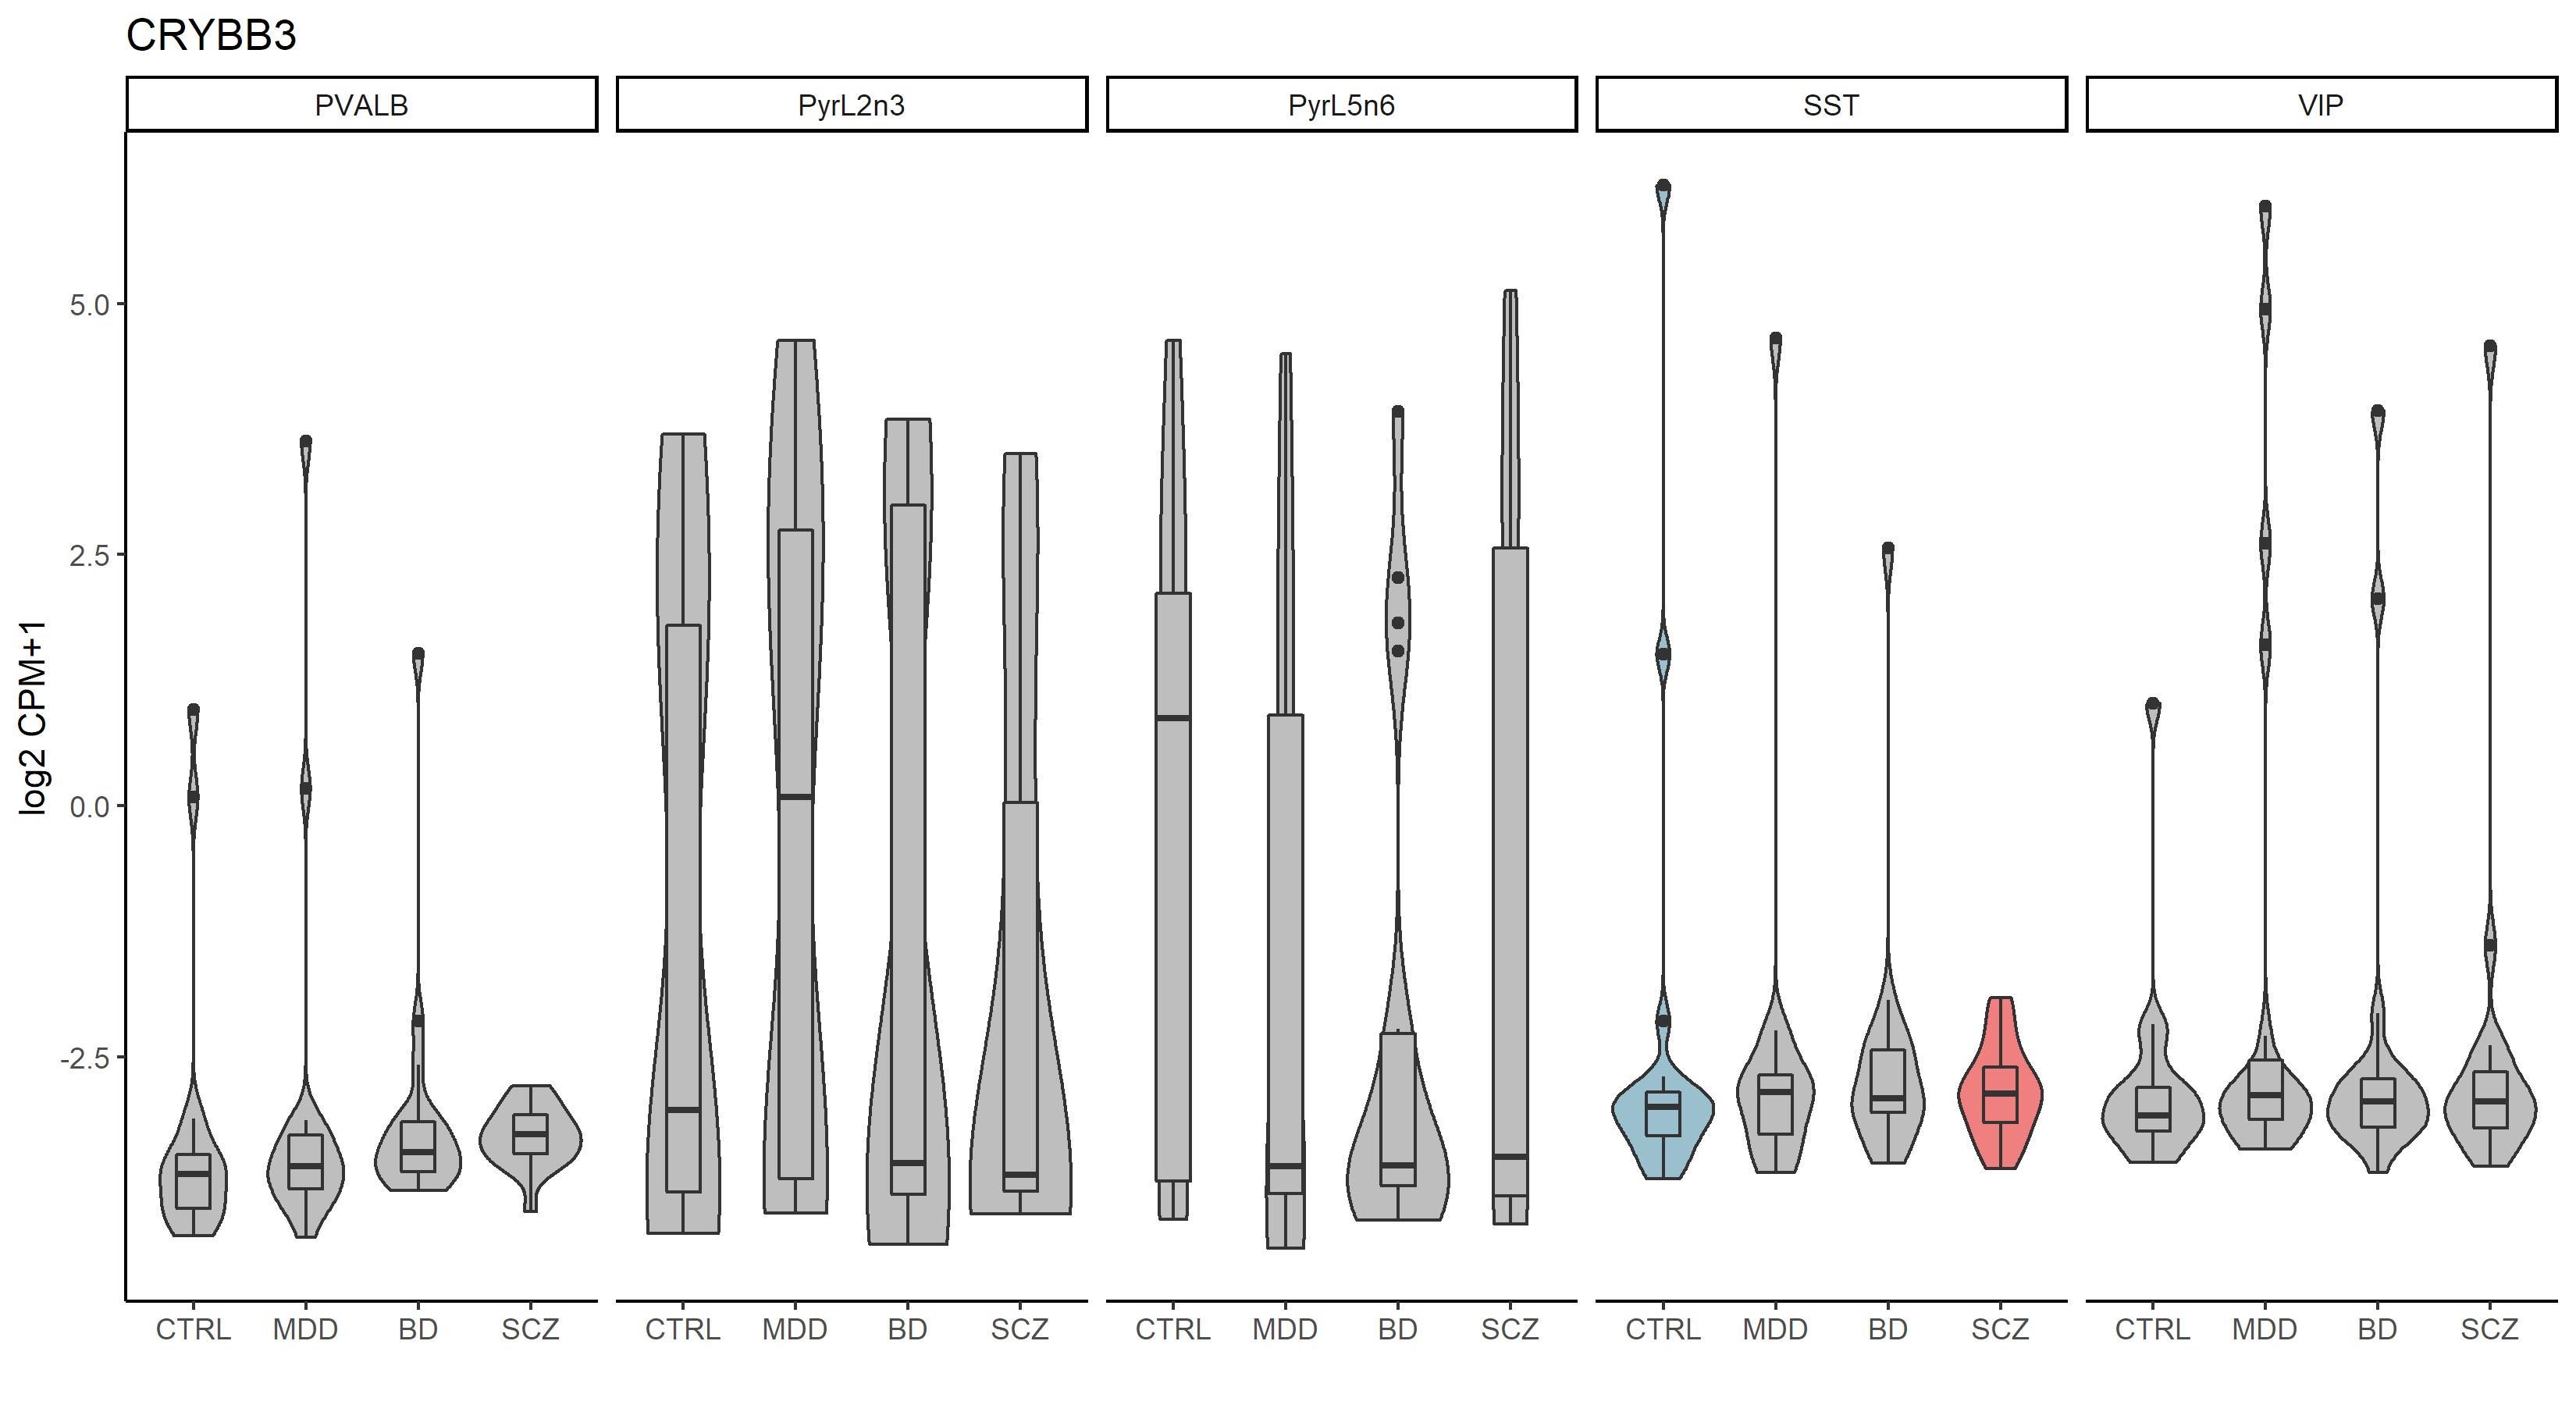 CRYBB3
PVALB PyrL2n3 PyrL5n6 SST VIP
log2 CPM+1
5.0
2.5
0.0
-2.5
CTRL MDD BD SCZ CTRL MDD BD SCZ CTRL MDD BD SCZ CTRL MDD BD SCZ CTRL MDD BD SCZ